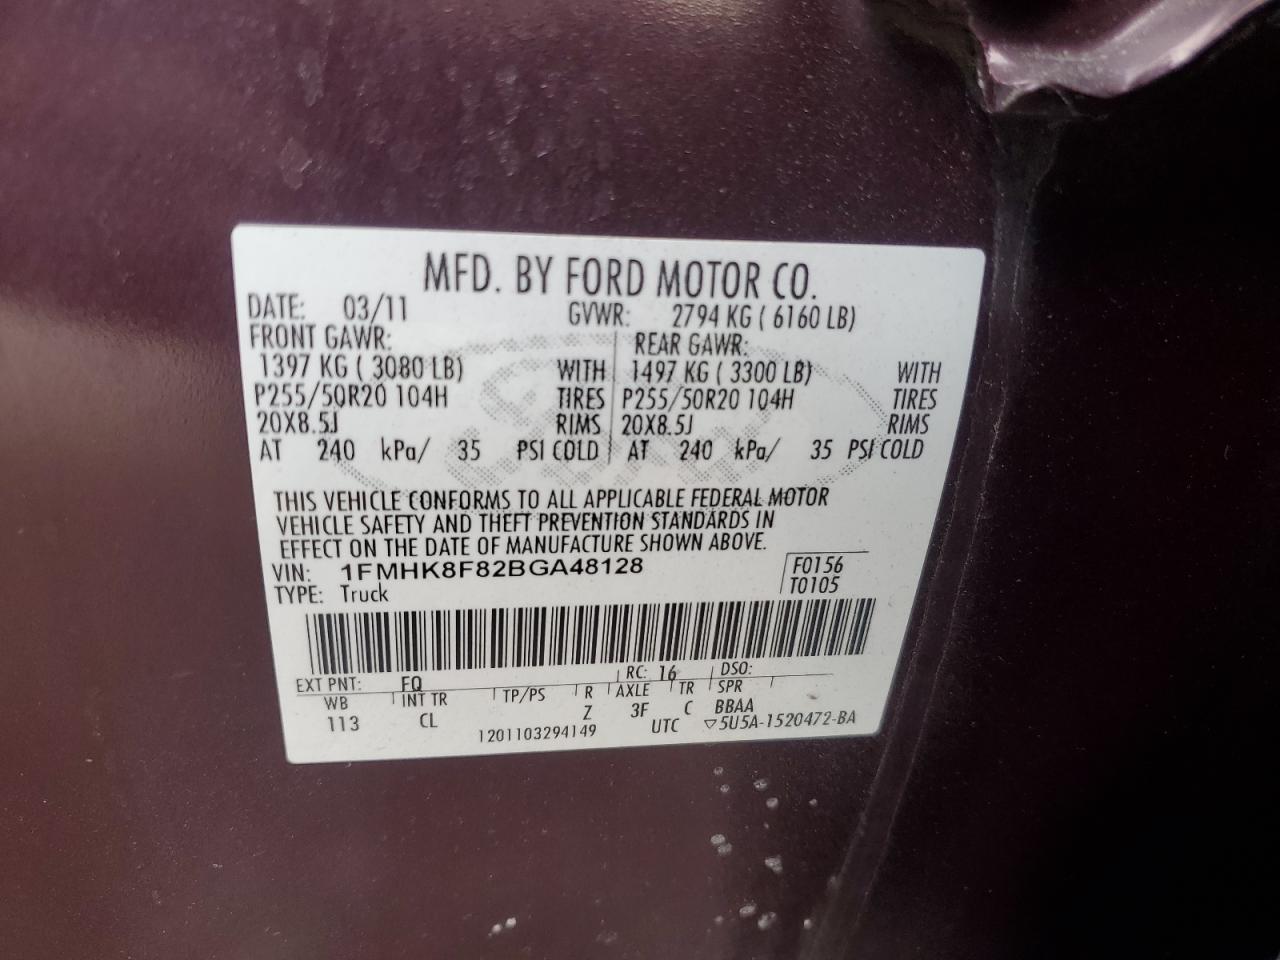 MFD. BY FORD MOTOR CO.
DATE: 03/11 GVWR: 2794 KG ( 6160 LB)
FRONT GAWR: REAR GAWR:
1397 KG ( 3080 LB) WITH 1497 KG ( 3300 LB) WITH
P255/50R20 104H TIRES P255/50R20 104H TIRES
20X8.5J RIMS 20X8.5J RIMS
AT 240 kPa/ 35 PSI COLD AT 240 kPa/ 35 PSI COLD
THIS VEHICLE CONFORMS TO ALL APPLICABLE FEDERAL MOTOR
VEHICLE SAFETY AND THEFT PREVENTION STANDARDS IN
EFFECT ON THE DATE OF MANUFACTURE SHOWN ABOVE.
VIN: 1FMHK8F82BGA48128 F0156
TYPE: Truck T0105
EXT PNT: FQ RC: 16 DSO:
WB INT TR TP/PS R AXLE TR SPR
113 CL Z 3F C BBAA
1201103294149 UTC ▽5U5A-1520472-BA